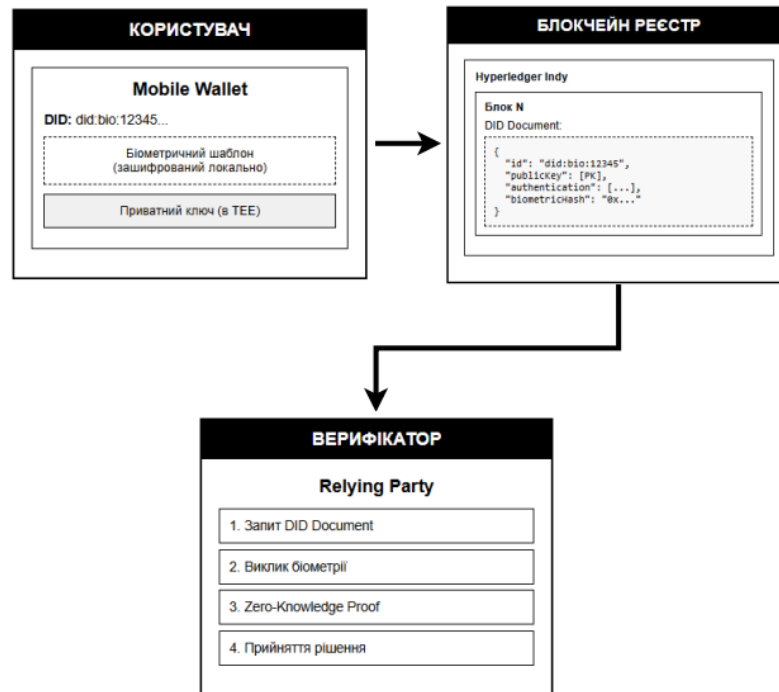 КОРИСТУВАЧ
Mobile Wallet
DID: did:bio:12345...
Біометричний шаблон
(зашифрований локально)
Приватний ключ (в TEE)
БЛОКЧЕЙН РЕЄСТР
Hyperledger Indy
Блок N
DID Document:
{
"id": "did:bio:12345",
"publicKey": [PK],
"authentication": [...],
"biometricHash": "0x..."
}
ВЕРИФІКАТОР
Relying Party
1. Запит DID Document
2. Виклик біометрії
3. Zero-Knowledge Proof
4. Прийняття рішення